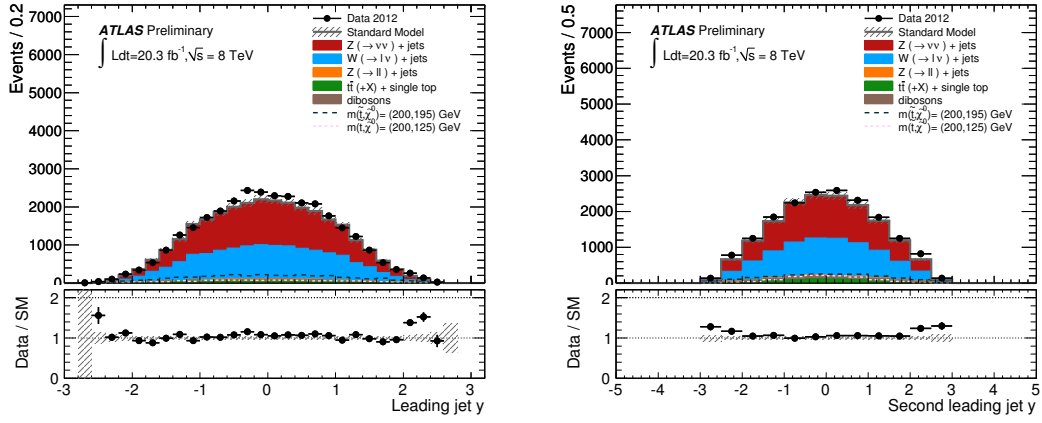 Events / 0.2
7000
6000
5000
4000
3000
2000
1000
0
ATLAS Preliminary
∫ Ldt=20.3 fb⁻¹,√s = 8 TeV
Data 2012
Standard Model
Z (→ νν) + jets
W (→ lν) + jets
Z (→ ll) + jets
tt̄ (+X) + single top
dibosons
m(t̃,χ̃⁰)= (200,195) GeV
m(t̃,χ̃⁰)= (200,125) GeV
Data / SM
2
1
0
-3 -2 -1 0 1 2 3
Leading jet y
Events / 0.5
7000
6000
5000
4000
3000
2000
1000
0
ATLAS Preliminary
∫ Ldt=20.3 fb⁻¹,√s = 8 TeV
Data 2012
Standard Model
Z (→ νν) + jets
W (→ lν) + jets
Z (→ ll) + jets
tt̄ (+X) + single top
dibosons
m(t̃,χ̃⁰)= (200,195) GeV
m(t̃,χ̃⁰)= (200,125) GeV
Data / SM
2
1
0
-5 -4 -3 -2 -1 0 1 2 3 4 5
Second leading jet y